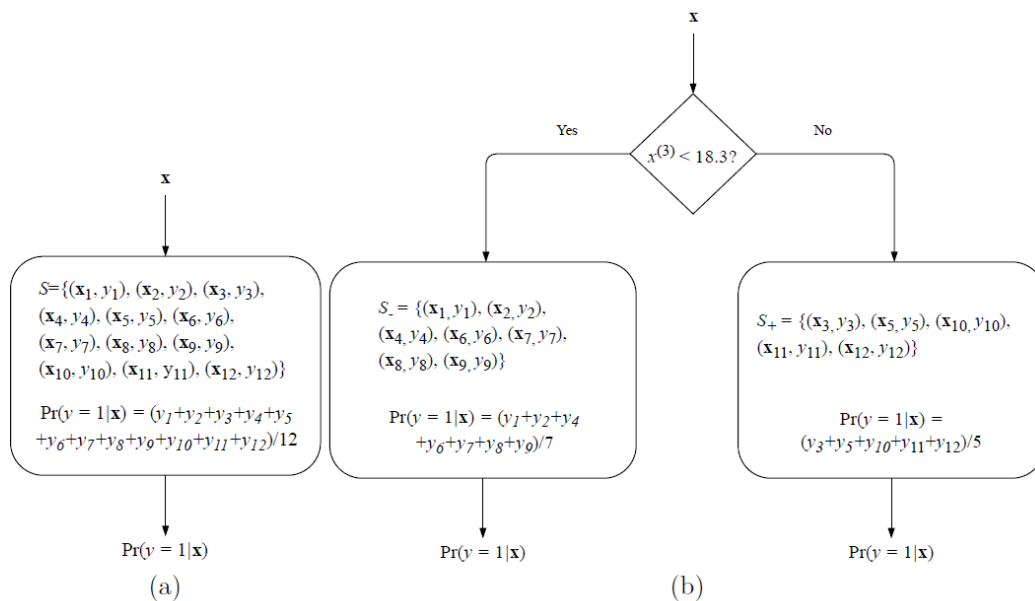 x
S={(x₁, y₁), (x₂, y₂), (x₃, y₃),
(x₄, y₄), (x₅, y₅), (x₆, y₆),
(x₇, y₇), (x₈, y₈), (x₉, y₉),
(x₁₀, y₁₀), (x₁₁, y₁₁), (x₁₂, y₁₂)}
Pr(y = 1|x) = (y₁+y₂+y₃+y₄+y₅
+y₆+y₇+y₈+y₉+y₁₀+y₁₁+y₁₂)/12
Pr(y = 1|x)
(a)
x
x⁽³⁾ < 18.3?
Yes
No
S₋ = {(x₁, y₁), (x₂, y₂),
(x₄, y₄), (x₆, y₆), (x₇, y₇),
(x₈, y₈), (x₉, y₉)}
Pr(y = 1|x) = (y₁+y₂+y₄
+y₆+y₇+y₈+y₉)/7
Pr(y = 1|x)
S₊ = {(x₃, y₃), (x₅, y₅), (x₁₀, y₁₀),
(x₁₁, y₁₁), (x₁₂, y₁₂)}
Pr(y = 1|x) =
(y₃+y₅+y₁₀+y₁₁+y₁₂)/5
Pr(y = 1|x)
(b)